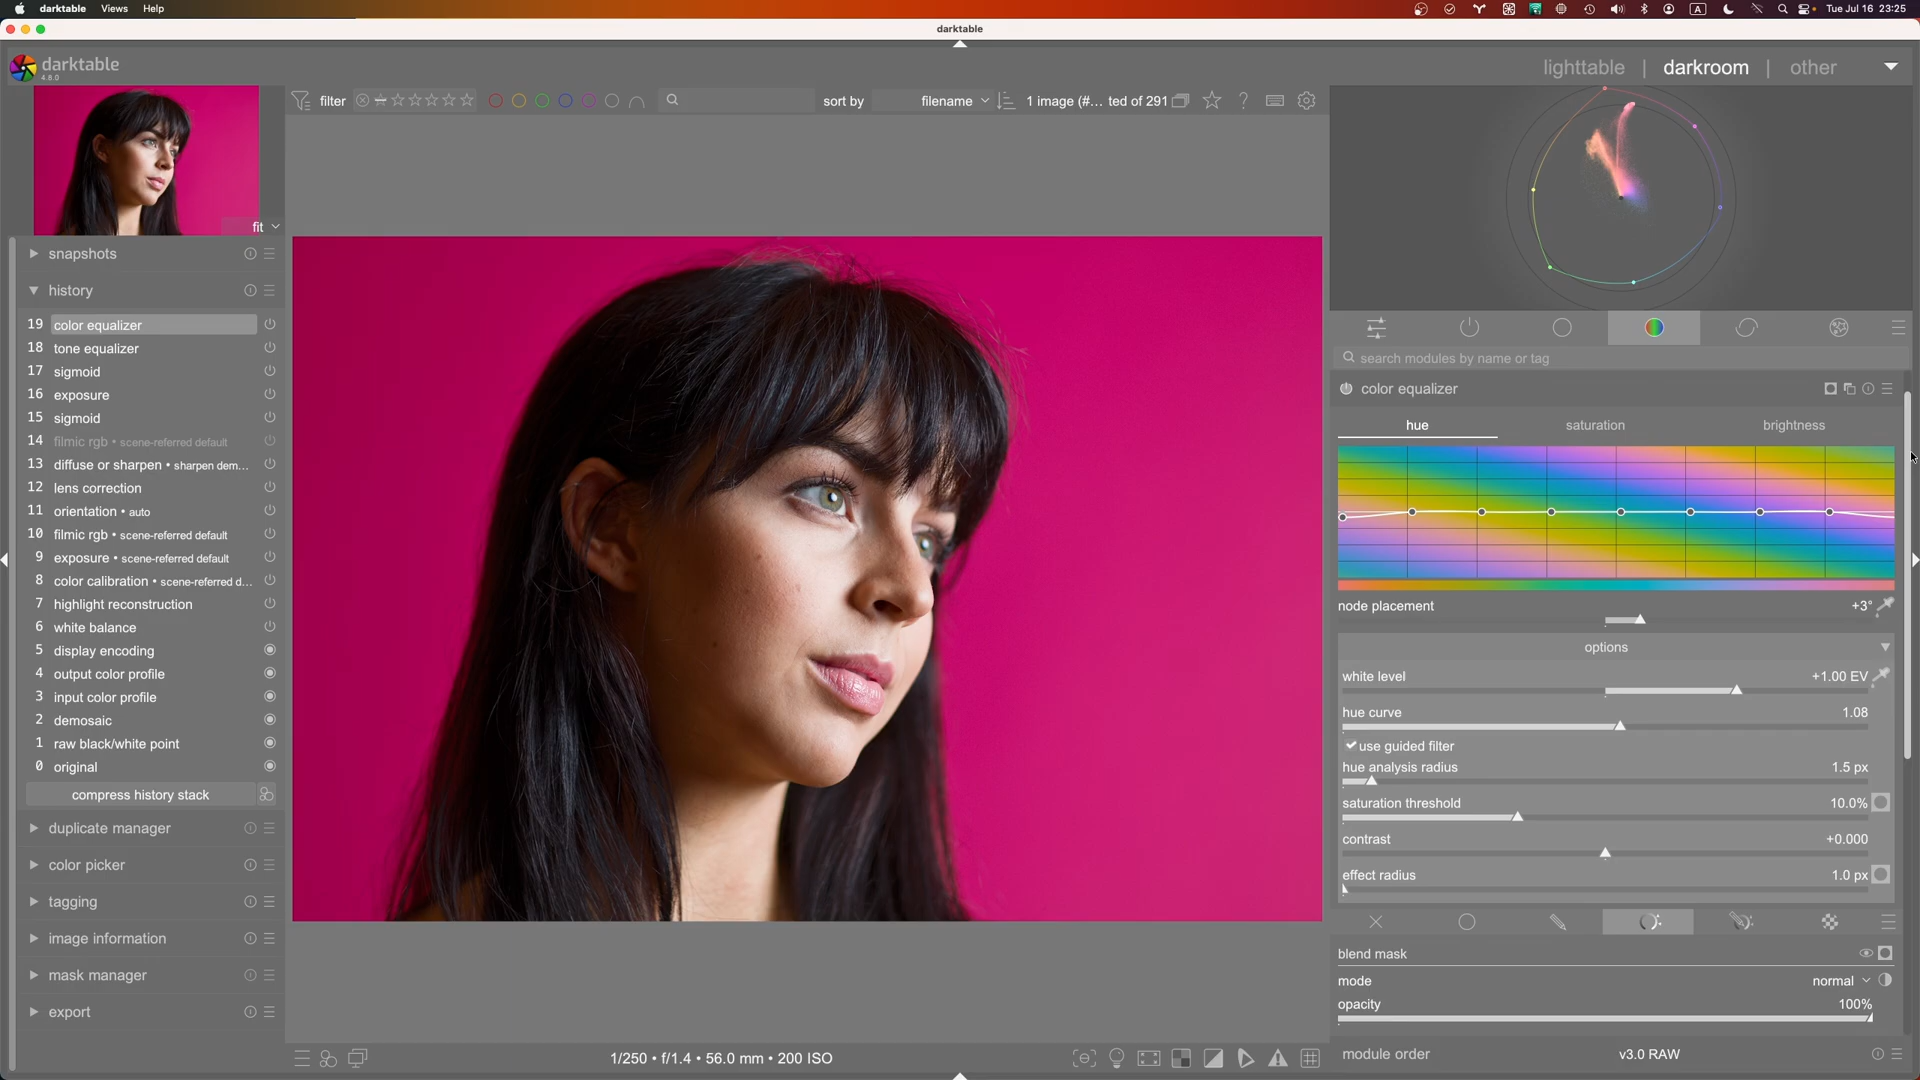 darktable Views Help
A Tue Jul 16 23:25
darktable
darktable
4.8.0
lighttable | darkroom | other
filter
sort by filename
1 image (#... ted of 291
?
fit
snapshots
history
19 color equalizer
18 tone equalizer
17 sigmoid
16 exposure
15 sigmoid
14 filmic rgb • scene-referred default
13 diffuse or sharpen • sharpen dem...
12 lens correction
11 orientation • auto
10 filmic rgb • scene-referred default
9 exposure • scene-referred default
8 color calibration • scene-referred d...
7 highlight reconstruction
6 white balance
5 display encoding
4 output color profile
3 input color profile
2 demosaic
1 raw black/white point
0 original
compress history stack
duplicate manager
color picker
tagging
image information
mask manager
export
1/250 • f/1.4 • 56.0 mm • 200 ISO
search modules by name or tag
color equalizer
hue saturation brightness
node placement +3°
options
white level +1.00 EV
hue curve 1.08
use guided filter
hue analysis radius 1.5 px
saturation threshold 10.0%
contrast +0.000
effect radius 1.0 px
blend mask
mode normal
opacity 100%
module order v3.0 RAW